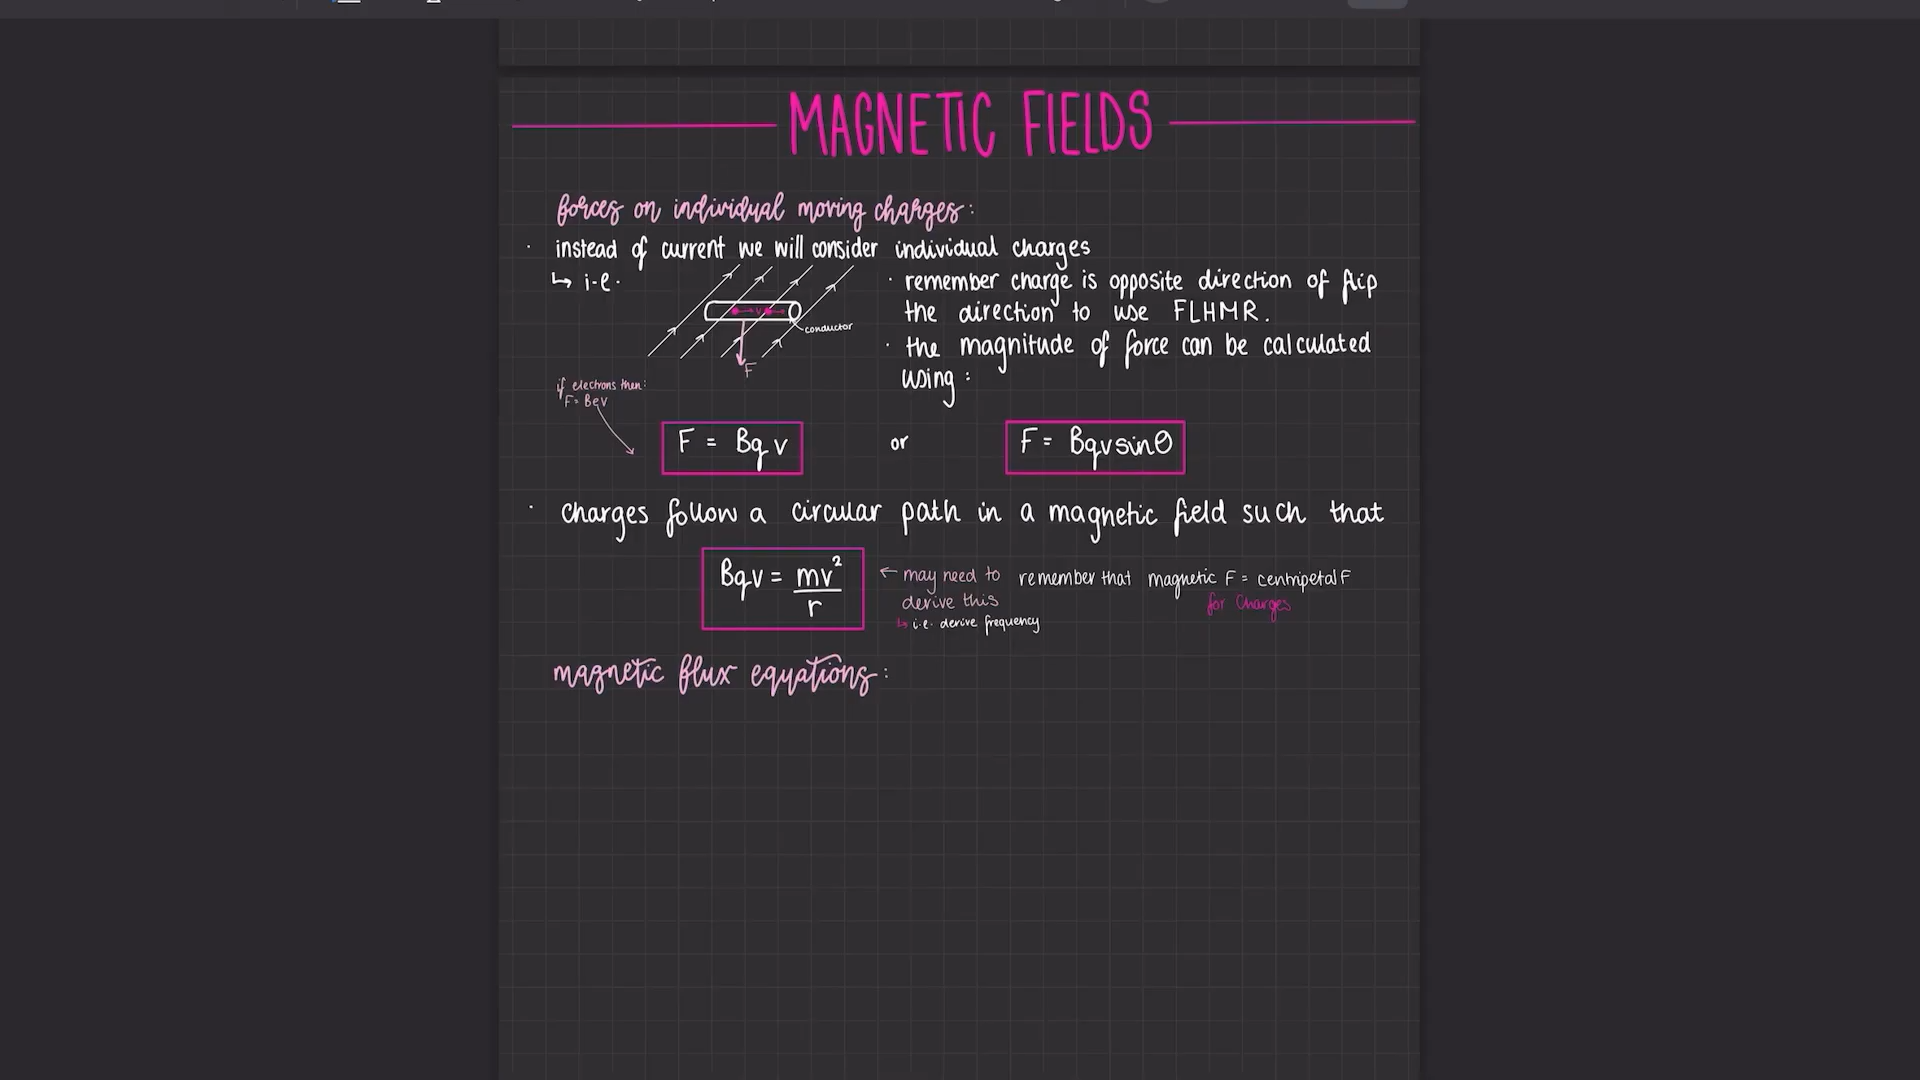 MAGNETIC FIELDS
forces on individual moving charges:
· instead of current we will consider individual charges
↳ i.e.
· remember charge is opposite direction of flip
the direction to use FLHMR.
· the magnitude of force can be calculated
using:
v
conductor
F
if electrons then:
F = Bev
F = Bqv
or
F = Bqvsinθ
· charges follow a circular path in a magnetic field such that
Bqv = mv²/r
← may need to
derive this
↳ i.e. derive frequency
remember that magnetic F = centripetal F
for charges
magnetic flux equations: